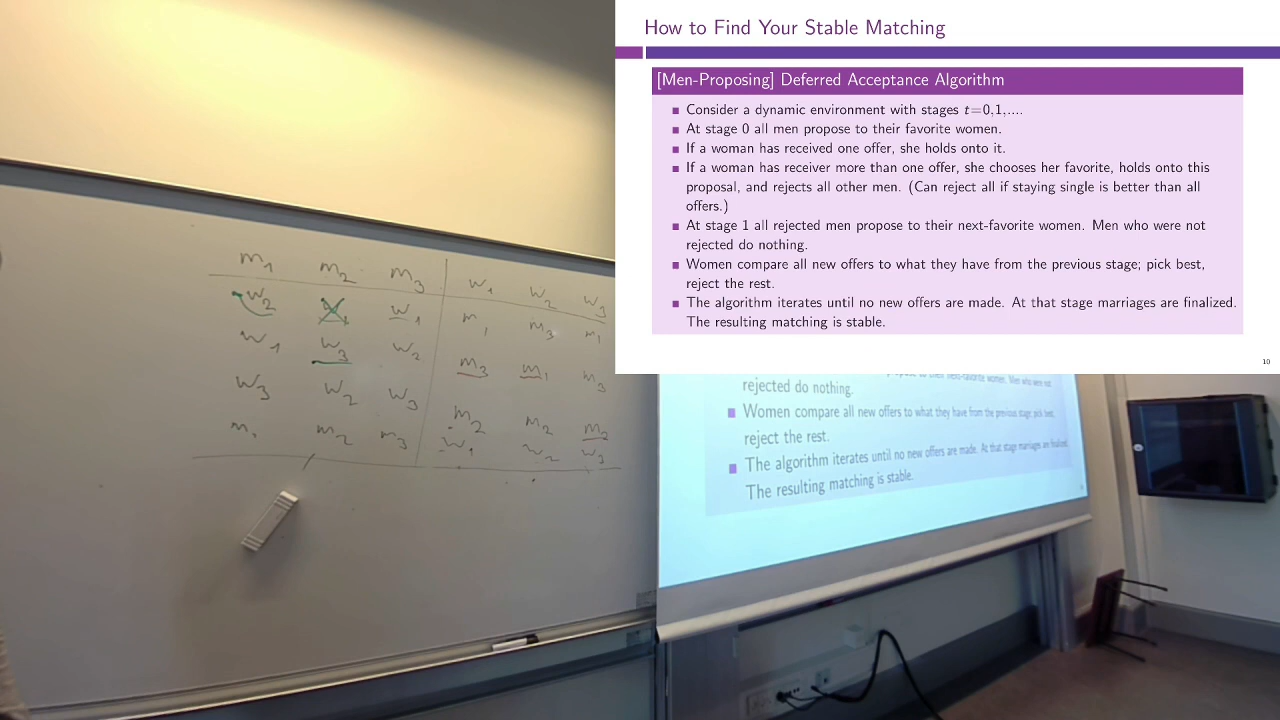 How to Find Your Stable Matching
[Men-Proposing] Deferred Acceptance Algorithm
Consider a dynamic environment with stages t=0,1,....
At stage 0 all men propose to their favorite women.
If a woman has received one offer, she holds onto it.
If a woman has receiver more than one offer, she chooses her favorite, holds onto this
proposal, and rejects all other men. (Can reject all if staying single is better than all
offers.)
At stage 1 all rejected men propose to their next-favorite women. Men who were not
rejected do nothing.
Women compare all new offers to what they have from the previous stage; pick best,
reject the rest.
The algorithm iterates until no new offers are made. At that stage marriages are finalized.
The resulting matching is stable.
10
m1 m2 m3 w1 w2 w3
w2 w1 m1 m3 m1
w1 w3 w2 m3 m1 m3
w3 w2 w3 m2 m2 m2
m2 m3 w1 w2 w3
rejected do nothing.
Women compare all new offers to what they have from the previous stage; pick best,
reject the rest.
The algorithm iterates until no new offers are made. At that stage marriages are finalized.
The resulting matching is stable.